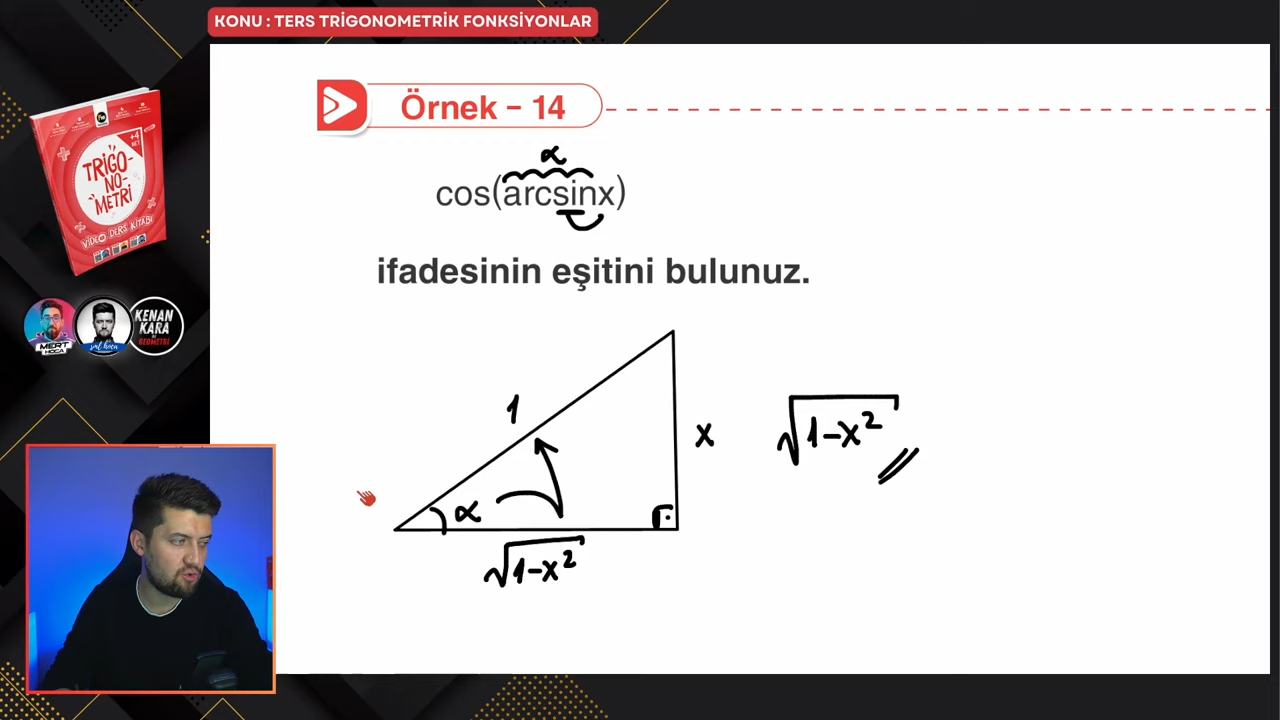 KONU : TERS TRİGONOMETRİK FONKSİYONLAR
Örnek – 14
α
cos(arcsinx)
ifadesinin eşitini bulunuz.
1
x
α
√1-x²
√1-x²
+4
NET
TRİGO-
NO-
METRİ
VİDEO DERS KİTABI
MERT
HOCA
KENAN
KARA
GEOMETRİ